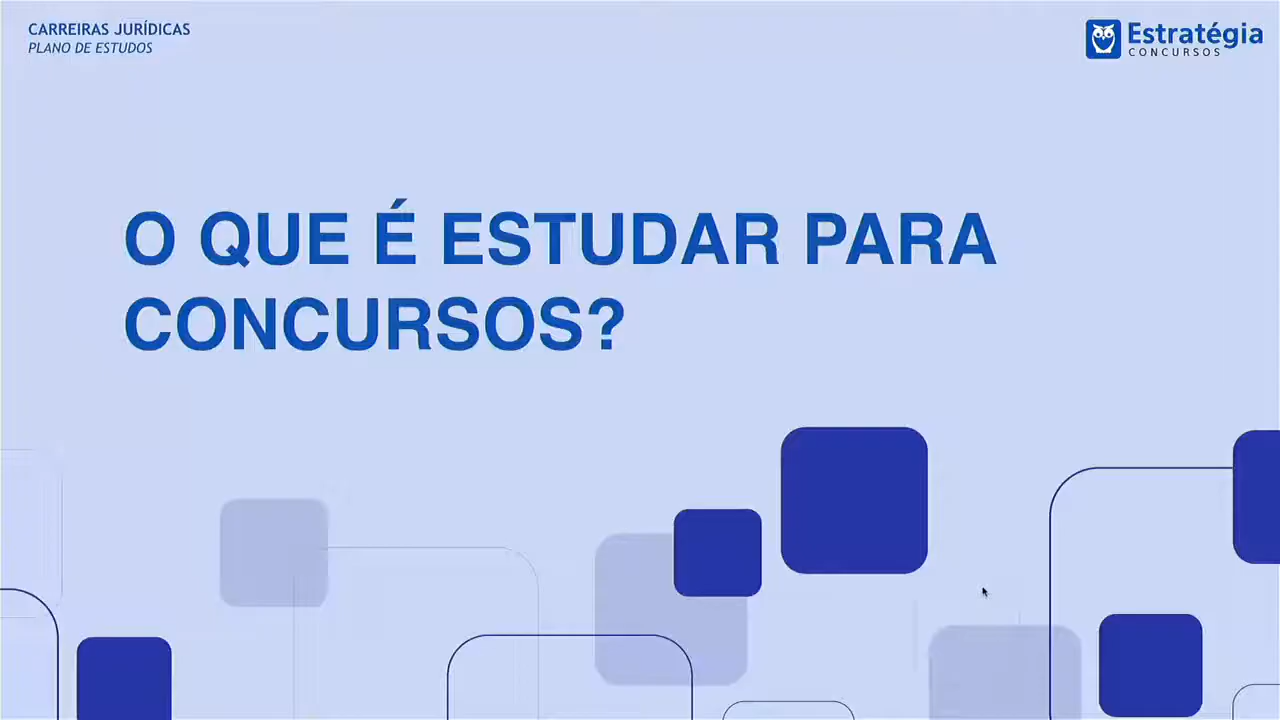 CARREIRAS JURÍDICAS
PLANO DE ESTUDOS
Estratégia
CONCURSOS
O QUE É ESTUDAR PARA
CONCURSOS?